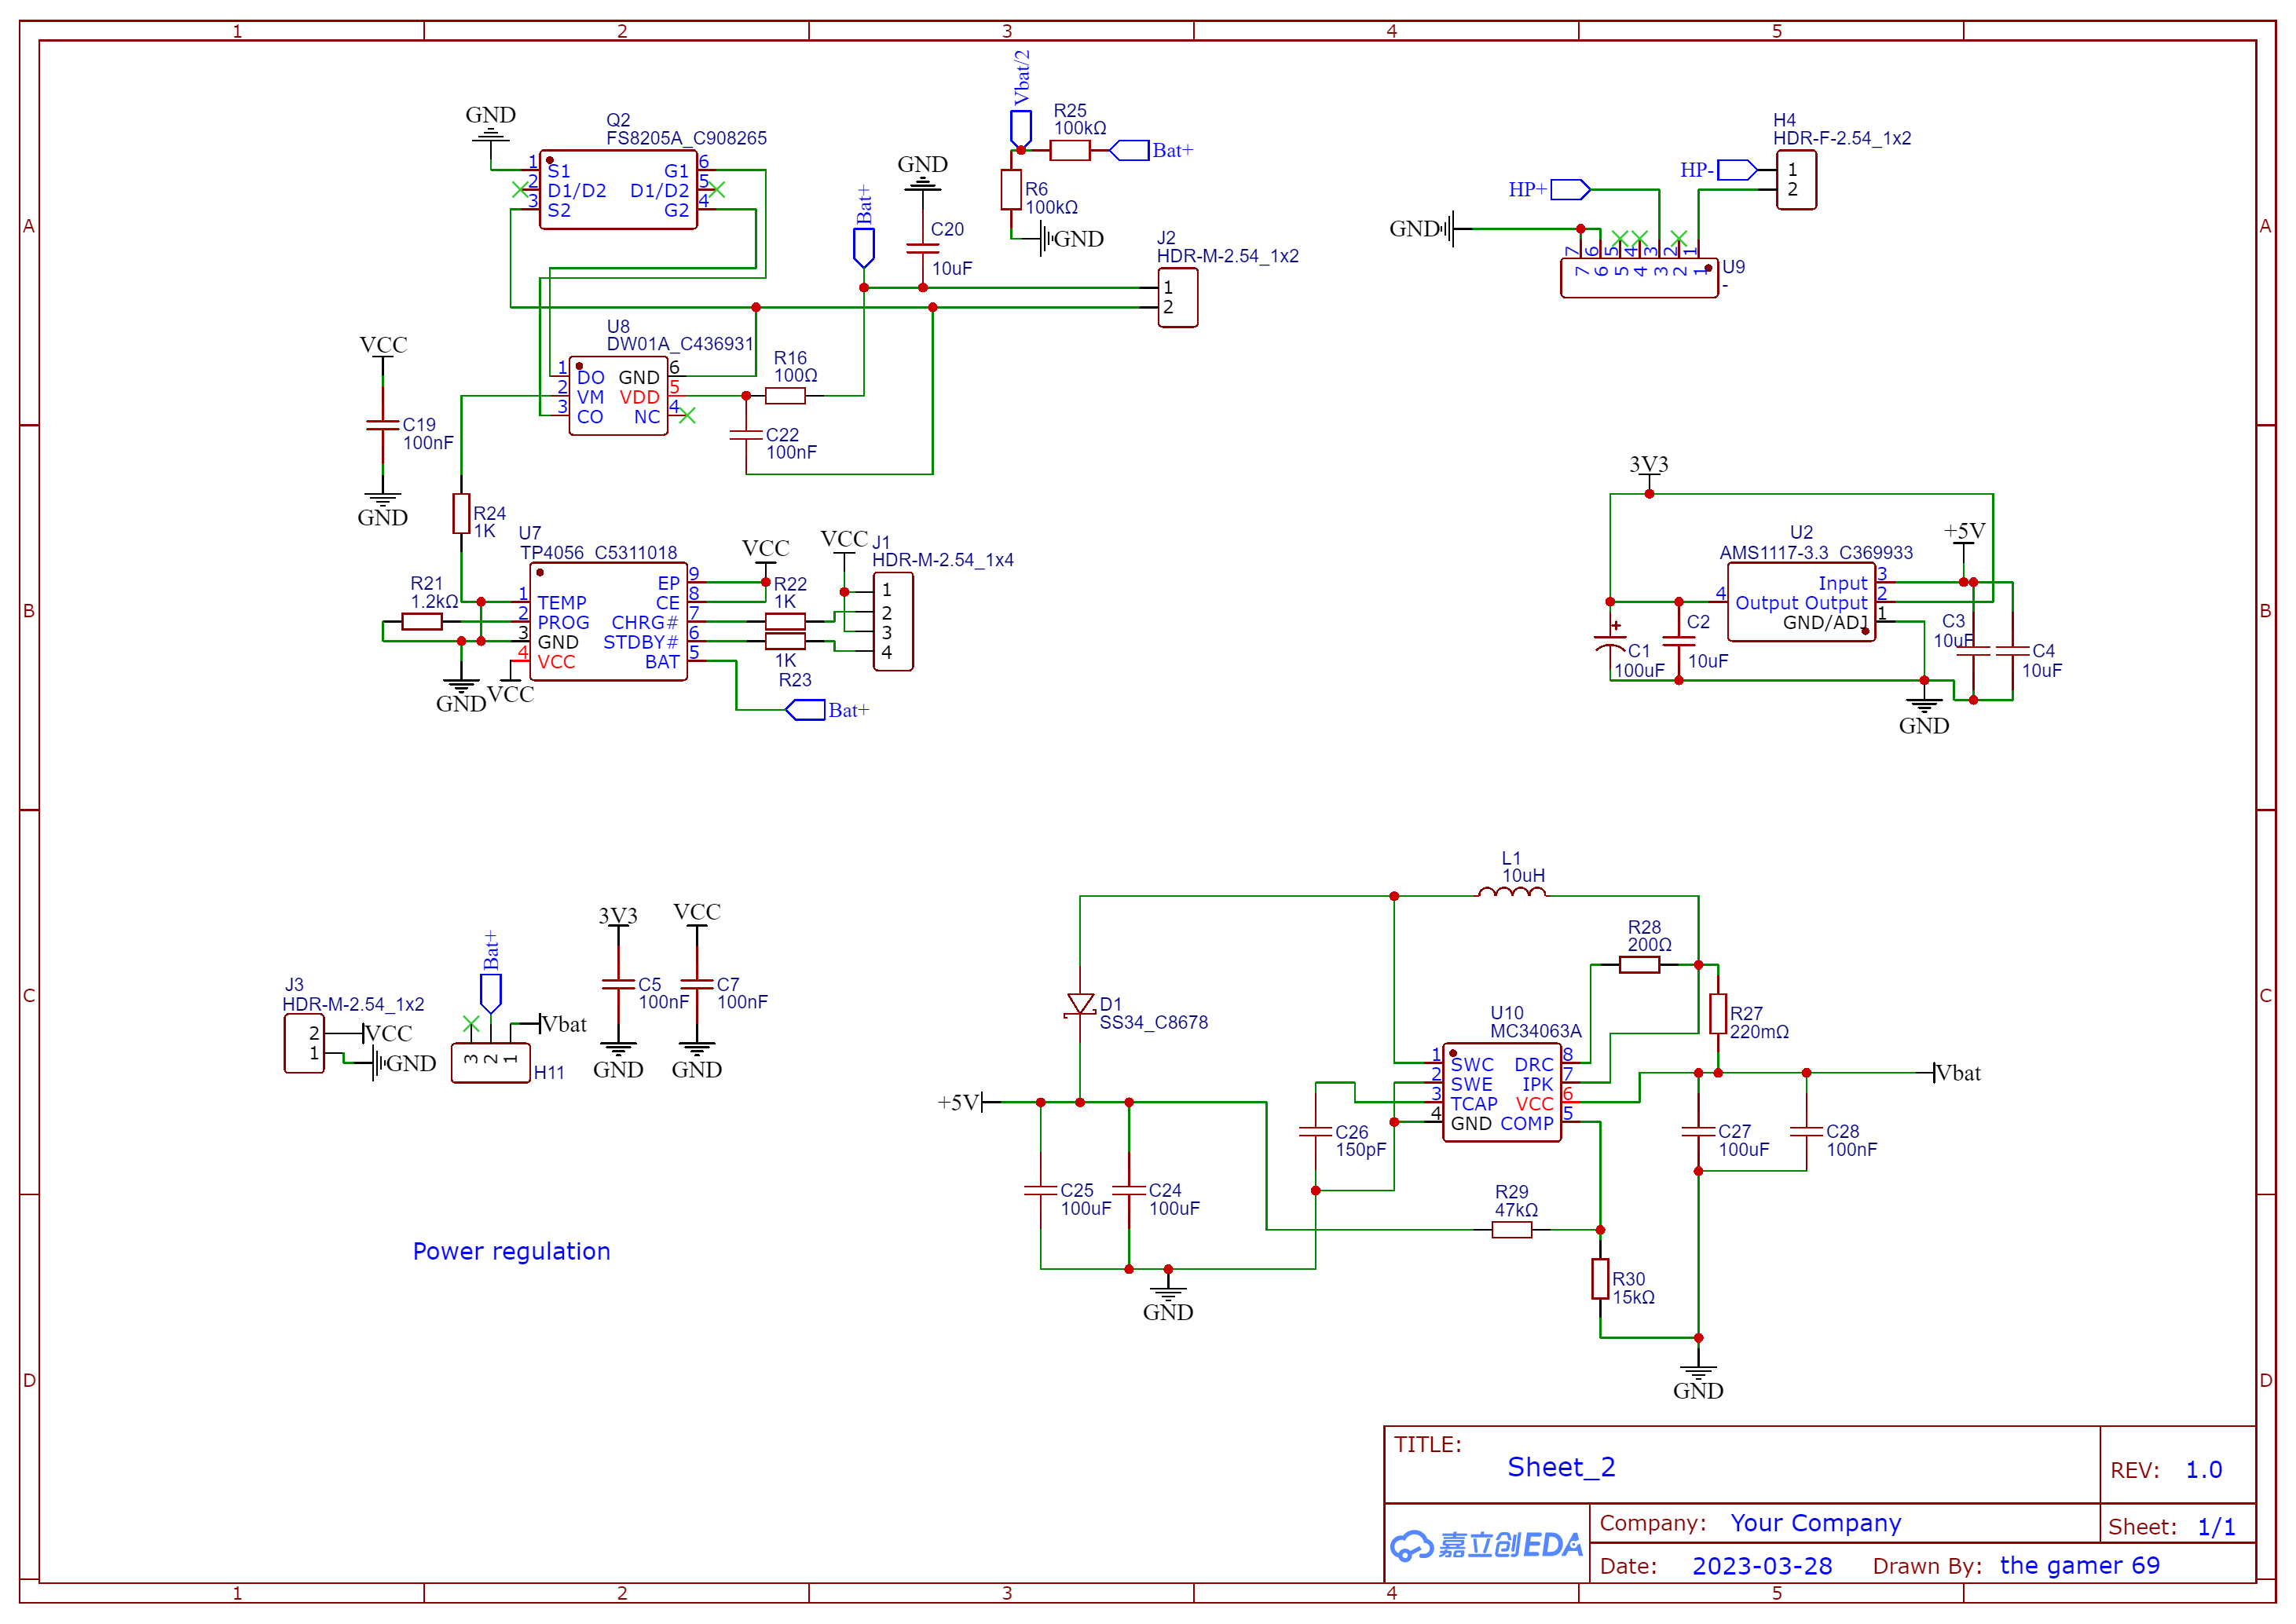 1 2 3 4 5
A
B
C
D
A
B
C
D
1 2 3 4 5
GND
Q2
FS8205A_C908265
1 S1 G1 6
2 D1/D2 D1/D2 5
3 S2 G2 4
Vbat/2
R25
100kΩ
Bat+
R6
100kΩ
GND
GND
Bat+
C20
10uF
J2
HDR-M-2.54_1x2
1
2
H4
HDR-F-2.54_1x2
HP-
1
2
HP+
GND
7 6 5 4 3 2 1
7 6 5 4 3 2 1
U9
-
U8
DW01A_C436931
1 DO GND 6
2 VM VDD 5
3 CO NC 4
R16
100Ω
C22
100nF
VCC
C19
100nF
GND
R24
1K
U7
TP4056_C5311018
EP 9
1 TEMP CE 8
2 PROG CHRG# 7
3 GND STDBY# 6
4 VCC BAT 5
R21
1.2kΩ
GND
VCC
VCC
R22
1K
1K
R23
VCC
J1
HDR-M-2.54_1x4
1
2
3
4
Bat+
3V3
U2
AMS1117-3.3_C369933
+5V
Input 3
4 Output Output 2
GND/ADJ 1
+
C1
100uF
C2
10uF
C3
10uF
C4
10uF
GND
J3
HDR-M-2.54_1x2
2
1
VCC
GND
Bat+
Vbat
3 2 1
H11
3V3
C5
100nF
GND
VCC
C7
100nF
GND
Power regulation
L1
10uH
R28
200Ω
R27
220mΩ
D1
SS34_C8678
U10
MC34063A
1 SWC DRC 8
2 SWE IPK 7
3 TCAP VCC 6
4 GND COMP 5
Vbat
+5V
C26
150pF
C27
100uF
C28
100nF
C25
100uF
C24
100uF
R29
47kΩ
R30
15kΩ
GND
GND
TITLE:
Sheet_2
REV: 1.0
嘉立创EDA
Company: Your Company
Sheet: 1/1
Date: 2023-03-28
Drawn By: the gamer 69